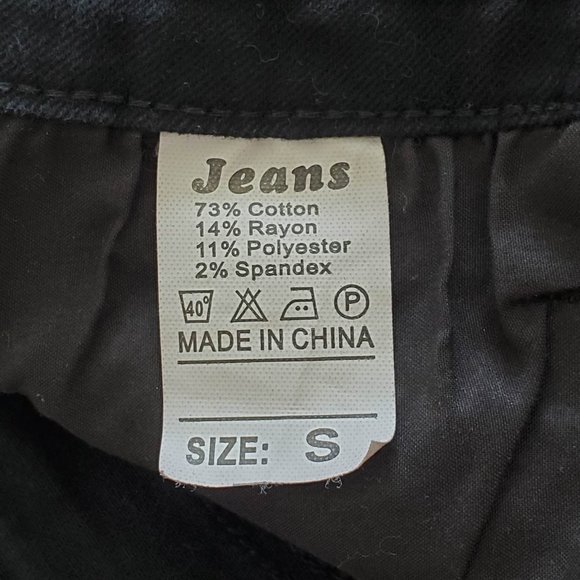 Jeans
73% Cotton
14% Rayon
11% Polyester
2% Spandex
40° P
MADE IN CHINA
SIZE: S